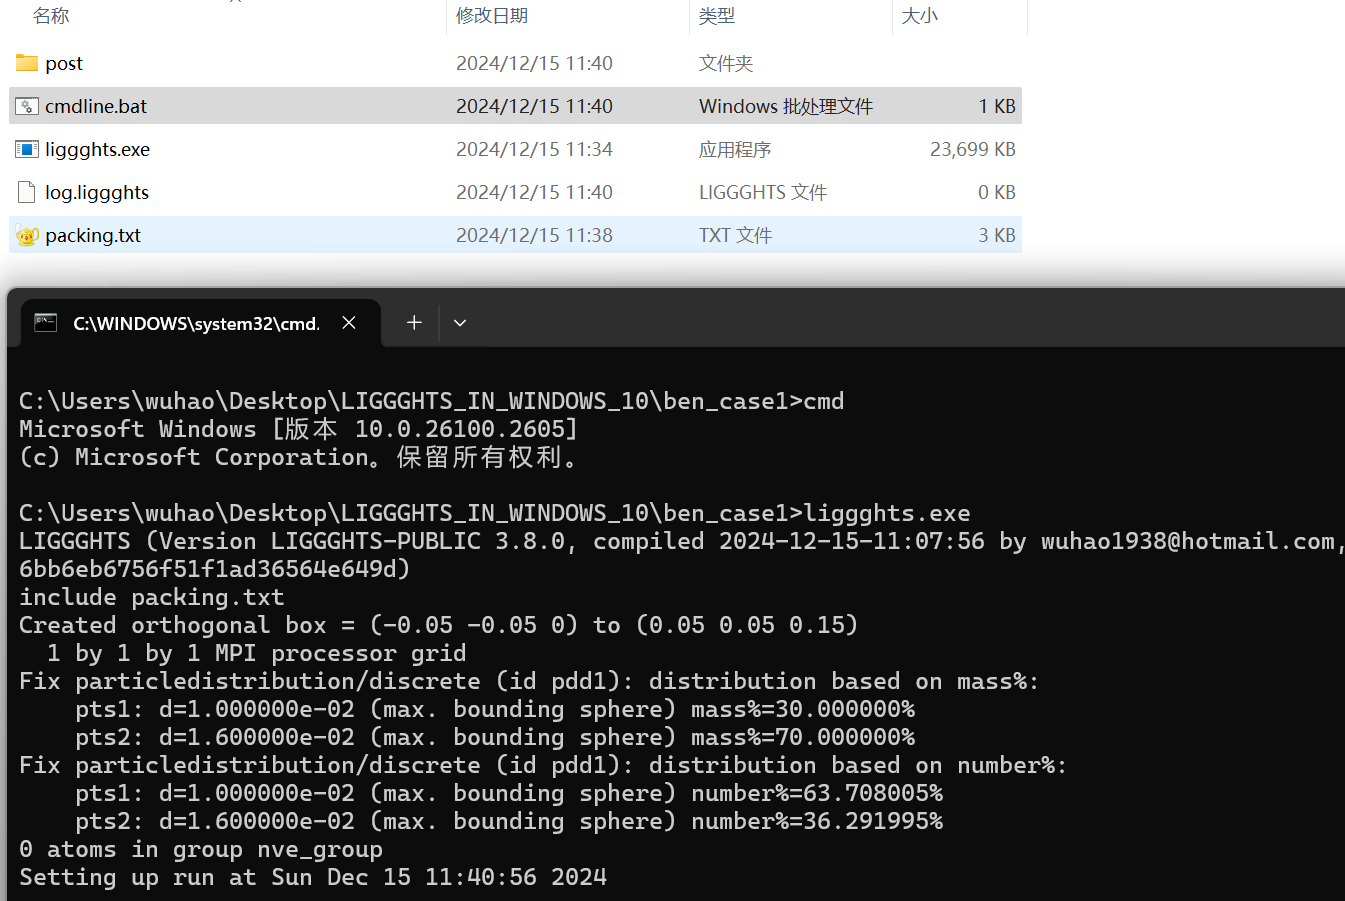 名称 修改日期 类型 大小
post 2024/12/15 11:40 文件夹
cmdline.bat 2024/12/15 11:40 Windows 批处理文件 1 KB
liggghts.exe 2024/12/15 11:34 应用程序 23,699 KB
log.liggghts 2024/12/15 11:40 LIGGGHTS 文件 0 KB
packing.txt 2024/12/15 11:38 TXT 文件 3 KB
C:\WINDOWS\system32\cmd.
C:\Users\wuhao\Desktop\LIGGGHTS_IN_WINDOWS_10\ben_case1>cmd
Microsoft Windows [版本 10.0.26100.2605]
(c) Microsoft Corporation。保留所有权利。
C:\Users\wuhao\Desktop\LIGGGHTS_IN_WINDOWS_10\ben_case1>liggghts.exe
LIGGGHTS (Version LIGGGHTS-PUBLIC 3.8.0, compiled 2024-12-15-11:07:56 by wuhao1938@hotmail.com,
6bb6eb6756f51f1ad36564e649d)
include packing.txt
Created orthogonal box = (-0.05 -0.05 0) to (0.05 0.05 0.15)
1 by 1 by 1 MPI processor grid
Fix particledistribution/discrete (id pdd1): distribution based on mass%:
pts1: d=1.000000e-02 (max. bounding sphere) mass%=30.000000%
pts2: d=1.600000e-02 (max. bounding sphere) mass%=70.000000%
Fix particledistribution/discrete (id pdd1): distribution based on number%:
pts1: d=1.000000e-02 (max. bounding sphere) number%=63.708005%
pts2: d=1.600000e-02 (max. bounding sphere) number%=36.291995%
0 atoms in group nve_group
Setting up run at Sun Dec 15 11:40:56 2024